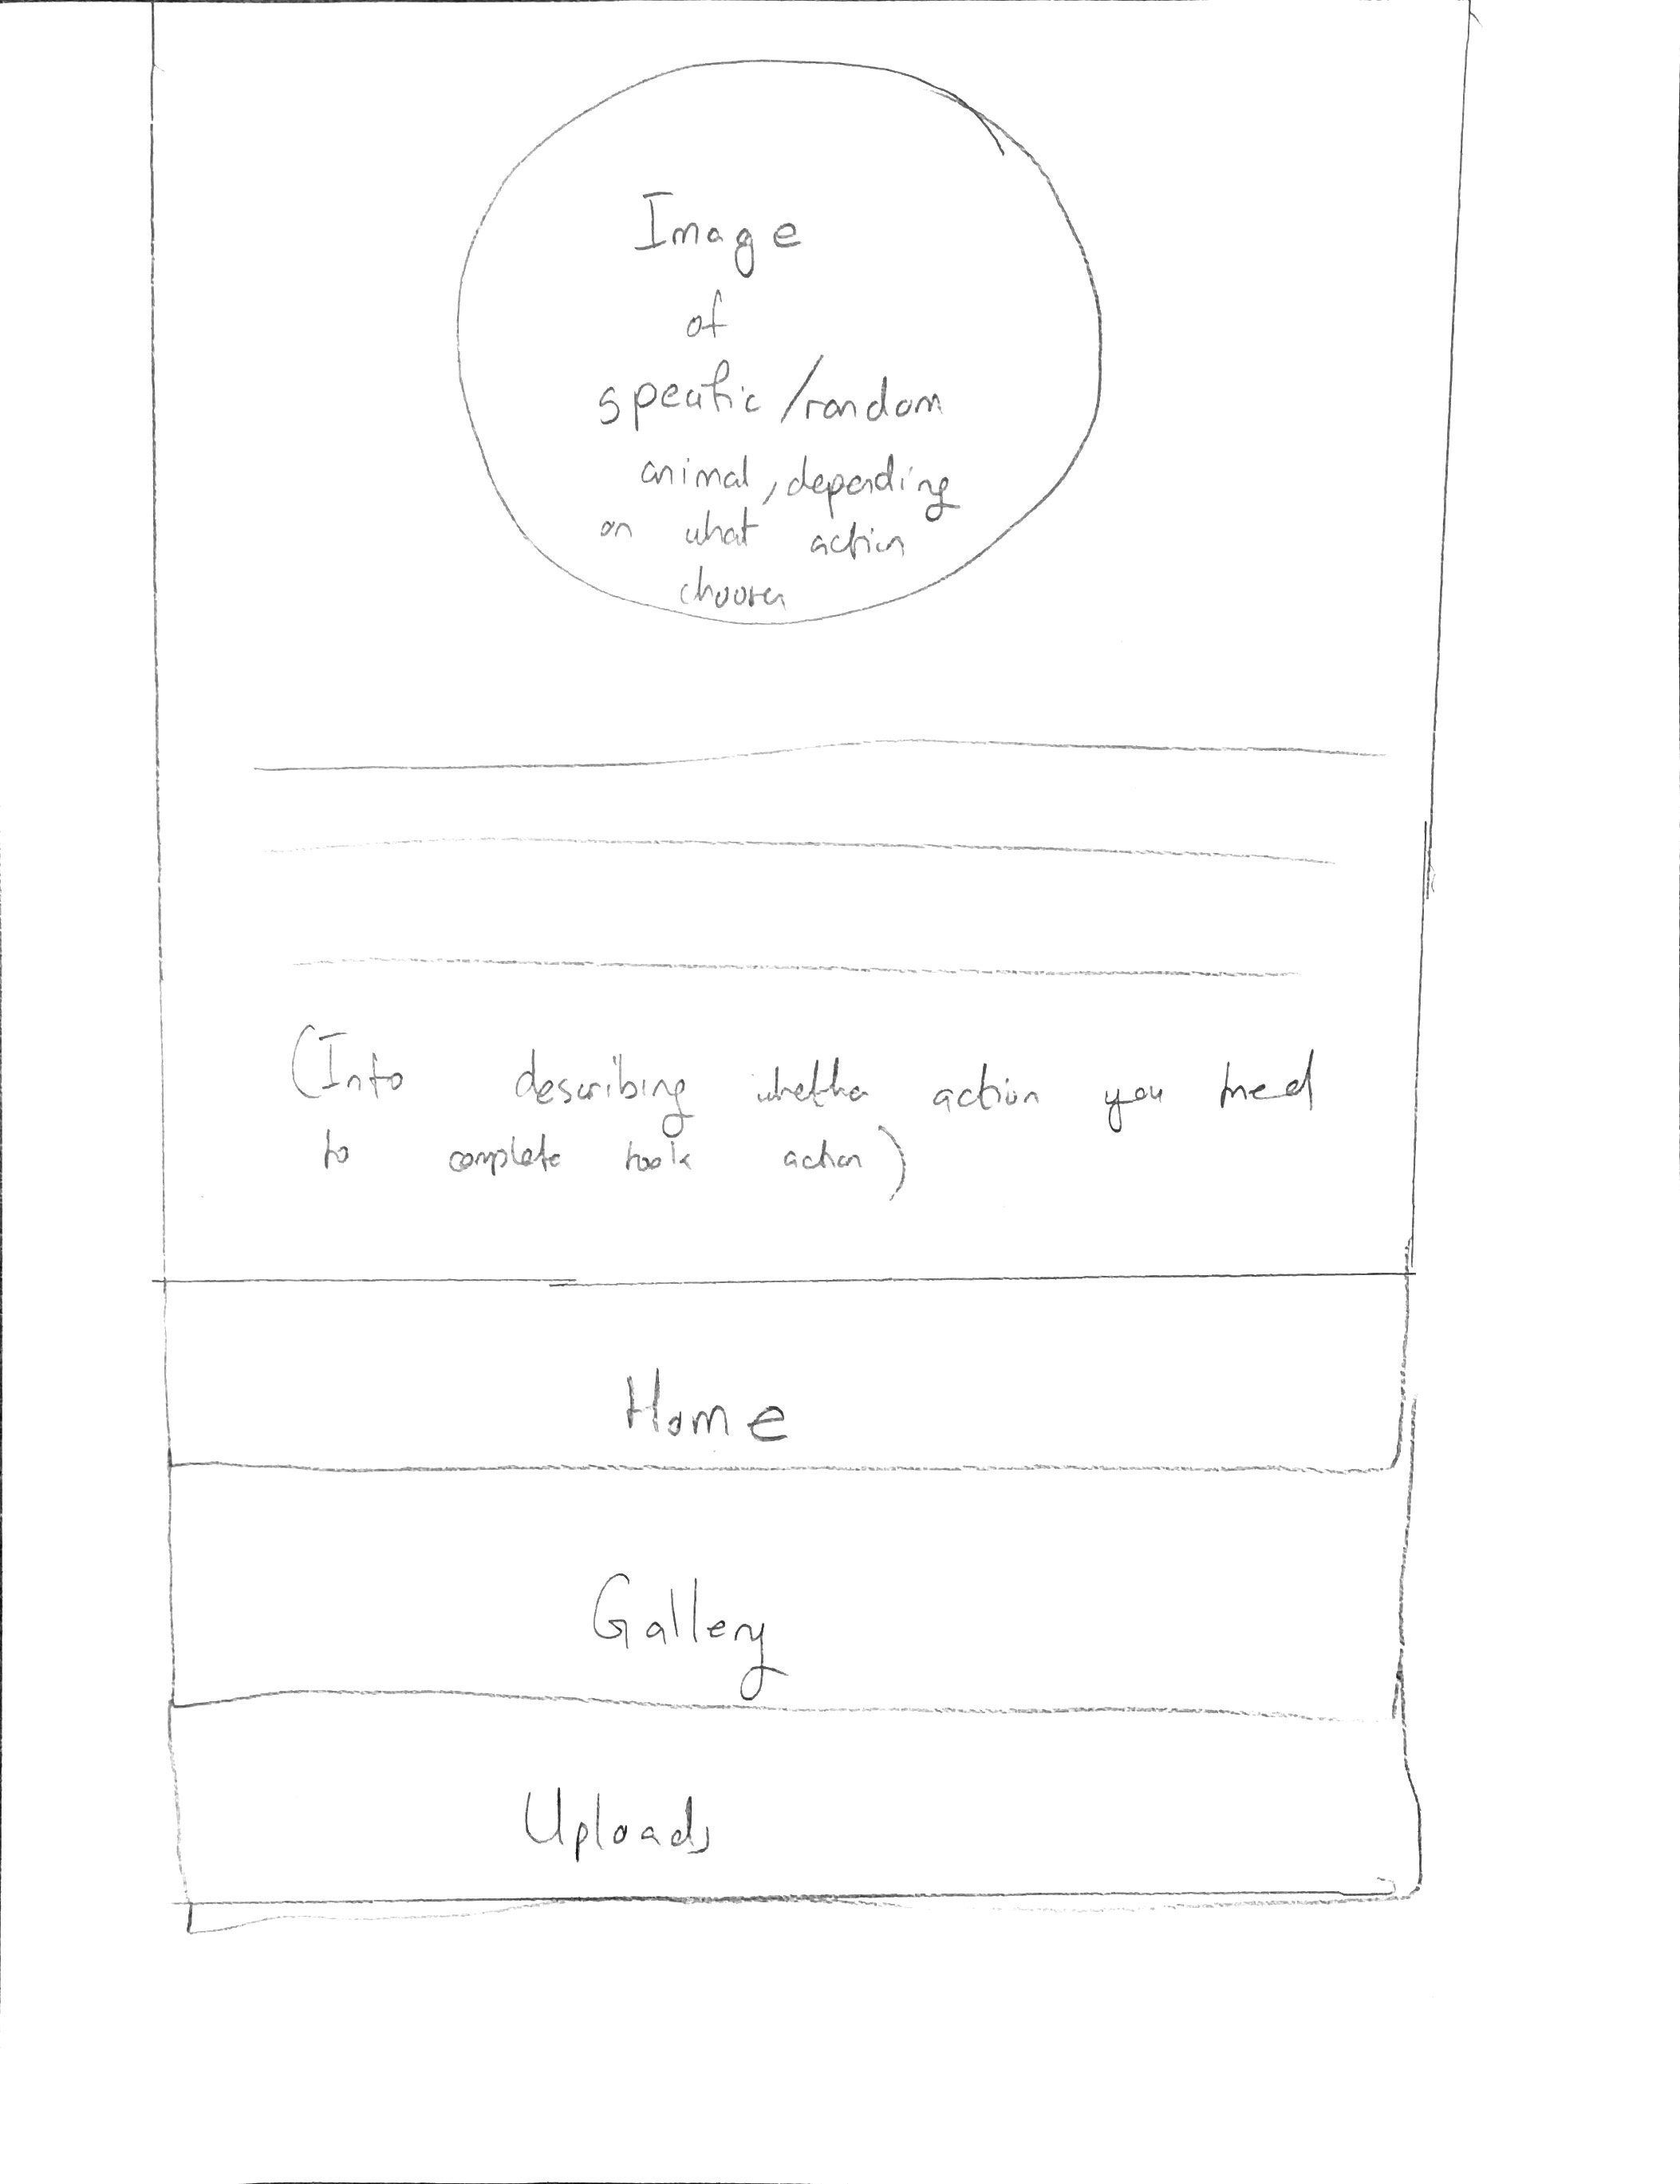 Image
of
specific/random
animal, depending
on what action
chosen
(Info describing whether action you tried
to complete took action)
Home
Gallery
Uploads